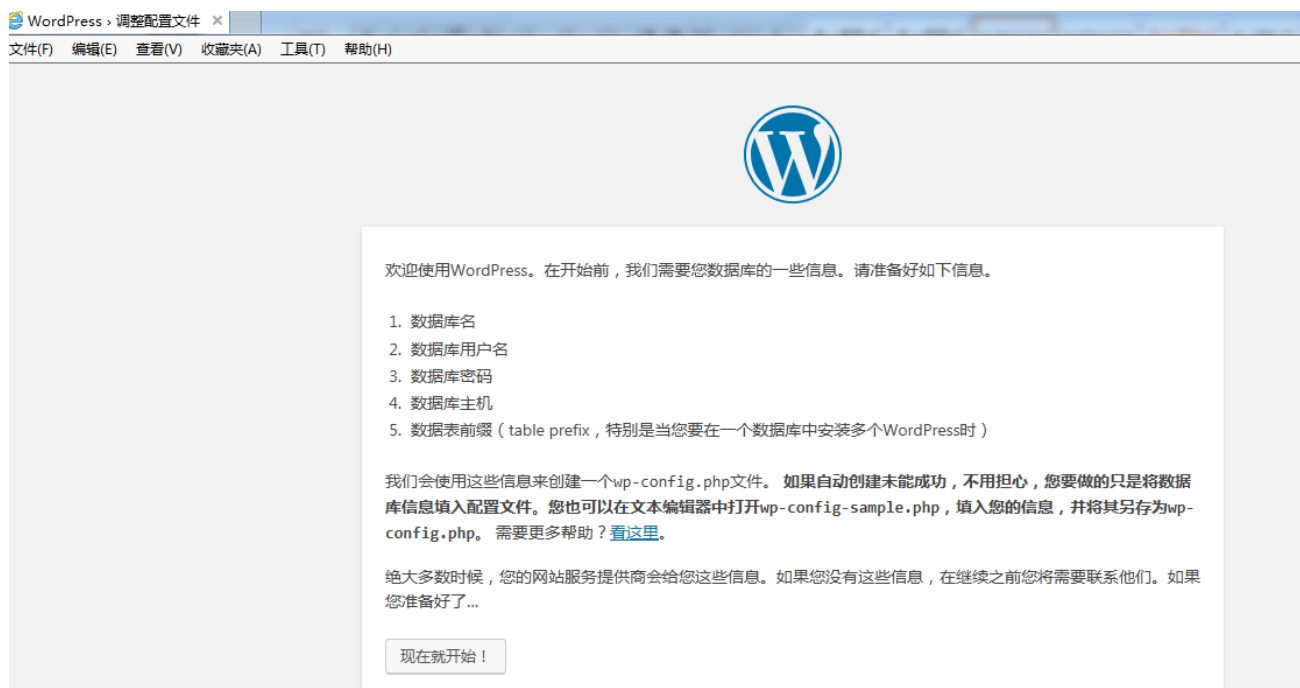 WordPress › 调整配置文件 ×
文件(F) 编辑(E) 查看(V) 收藏夹(A) 工具(T) 帮助(H)
欢迎使用WordPress。在开始前，我们需要您数据库的一些信息。请准备好如下信息。
1. 数据库名
2. 数据库用户名
3. 数据库密码
4. 数据库主机
5. 数据表前缀（table prefix，特别是当您要在一个数据库中安装多个WordPress时）
我们会使用这些信息来创建一个wp-config.php文件。 如果自动创建未能成功，不用担心，您要做的只是将数据
库信息填入配置文件。您也可以在文本编辑器中打开wp-config-sample.php，填入您的信息，并将其另存为wp-
config.php。 需要更多帮助？看这里。
绝大多数时候，您的网站服务提供商会给您这些信息。如果您没有这些信息，在继续之前您将需要联系他们。如果
您准备好了...
现在就开始！